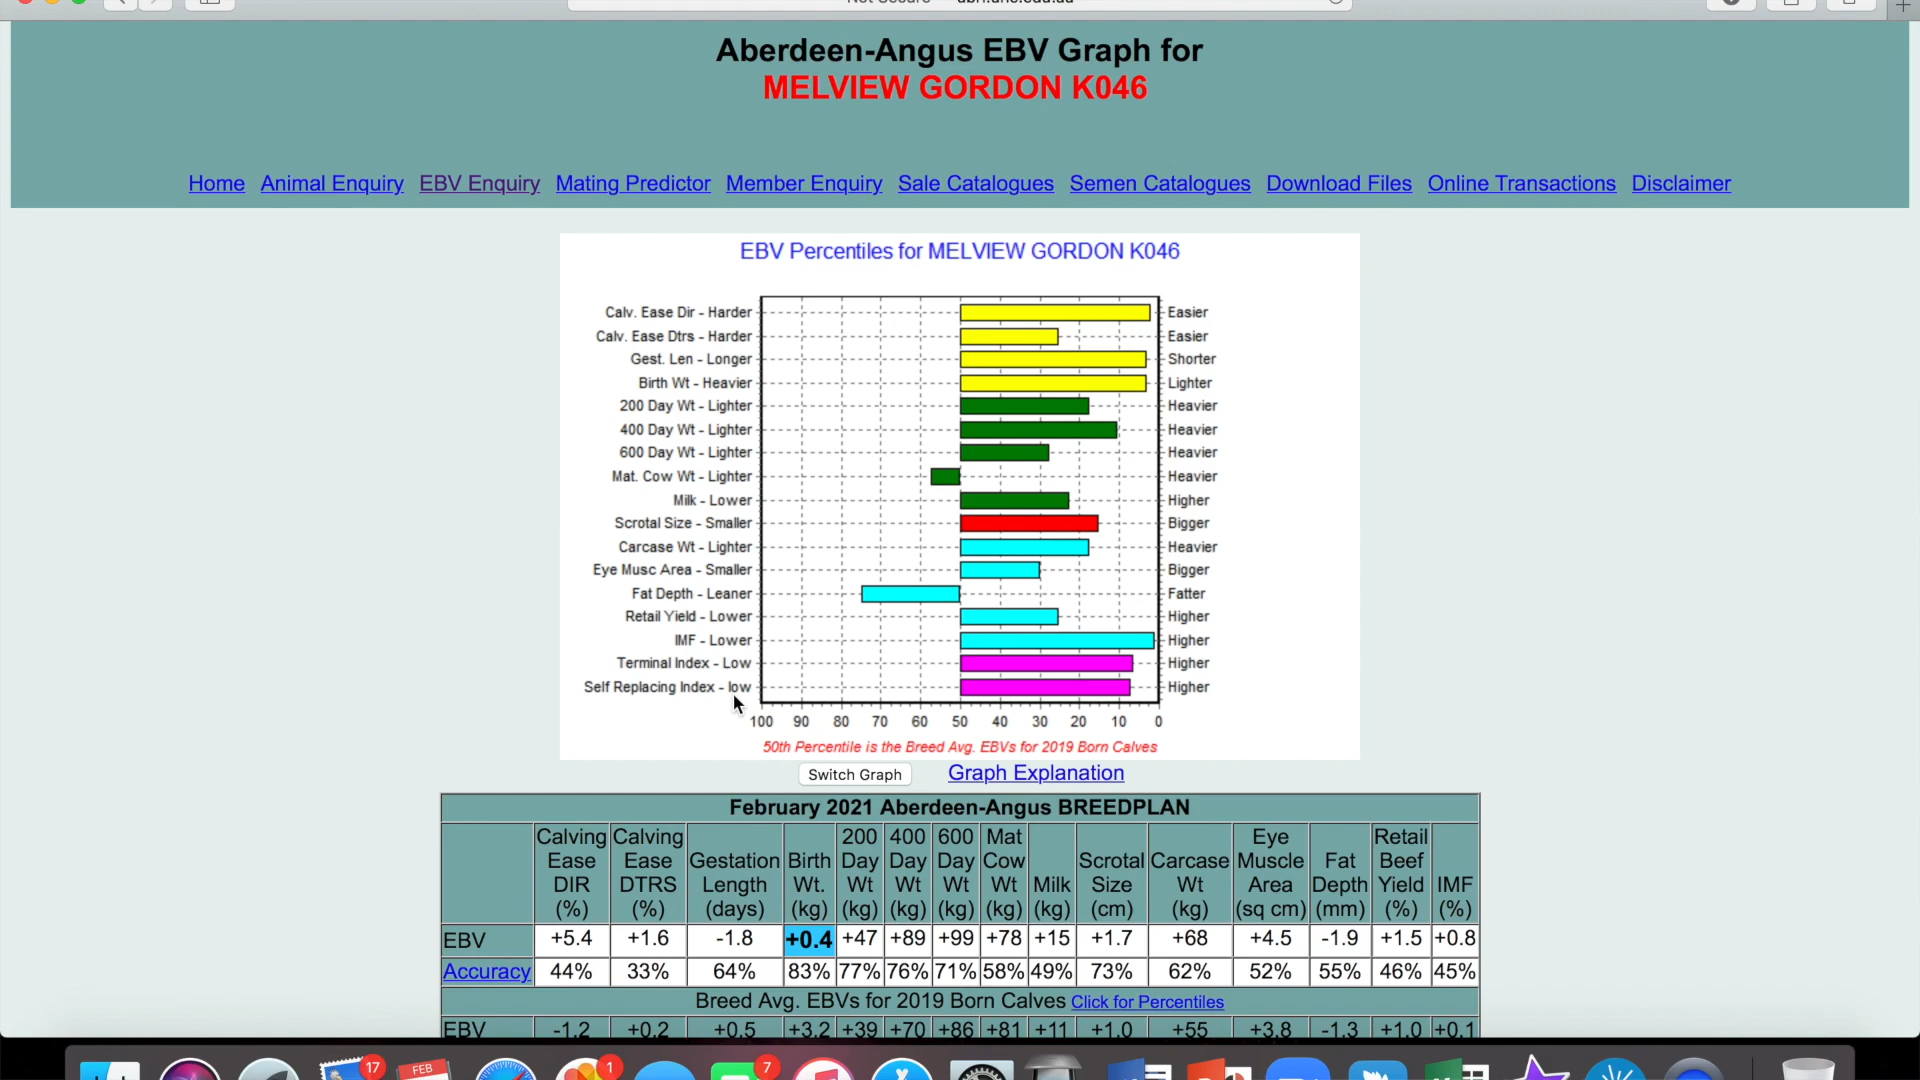 Aberdeen-Angus EBV Graph for
MELVIEW GORDON K046
Home Animal Enquiry EBV Enquiry Mating Predictor Member Enquiry Sale Catalogues Semen Catalogues Download Files Online Transactions Disclaimer
EBV Percentiles for MELVIEW GORDON K046
Calv. Ease Dir - Harder Easier
Calv. Ease Dtrs - Harder Easier
Gest. Len - Longer Shorter
Birth Wt - Heavier Lighter
200 Day Wt - Lighter Heavier
400 Day Wt - Lighter Heavier
600 Day Wt - Lighter Heavier
Mat. Cow Wt - Lighter Heavier
Milk - Lower Higher
Scrotal Size - Smaller Bigger
Carcase Wt - Lighter Heavier
Eye Musc Area - Smaller Bigger
Fat Depth - Leaner Fatter
Retail Yield - Lower Higher
IMF - Lower Higher
Terminal Index - Low Higher
Self Replacing Index - low Higher
100 90 80 70 60 50 40 30 20 10 0
50th Percentile is the Breed Avg. EBVs for 2019 Born Calves
Switch Graph Graph Explanation
February 2021 Aberdeen-Angus BREEDPLAN
Calving Calving 200 400 600 Mat Eye Retail
Ease Ease Gestation Birth Day Day Day Cow Scrotal Carcase Muscle Fat Beef
DIR DTRS Length Wt. Wt Wt Wt Wt Milk Size Wt Area Depth Yield IMF
(%) (%) (days) (kg) (kg) (kg) (kg) (kg) (kg) (cm) (kg) (sq cm) (mm) (%) (%)
EBV +5.4 +1.6 -1.8 +0.4 +47 +89 +99 +78 +15 +1.7 +68 +4.5 -1.9 +1.5 +0.8
Accuracy 44% 33% 64% 83% 77% 76% 71% 58% 49% 73% 62% 52% 55% 46% 45%
Breed Avg. EBVs for 2019 Born Calves Click for Percentiles
EBV -1.2 +0.2 +0.5 +3.2 +39 +70 +86 +81 +11 +1.0 +55 +3.8 -1.3 +1.0 +0.1
17 FEB 1 7